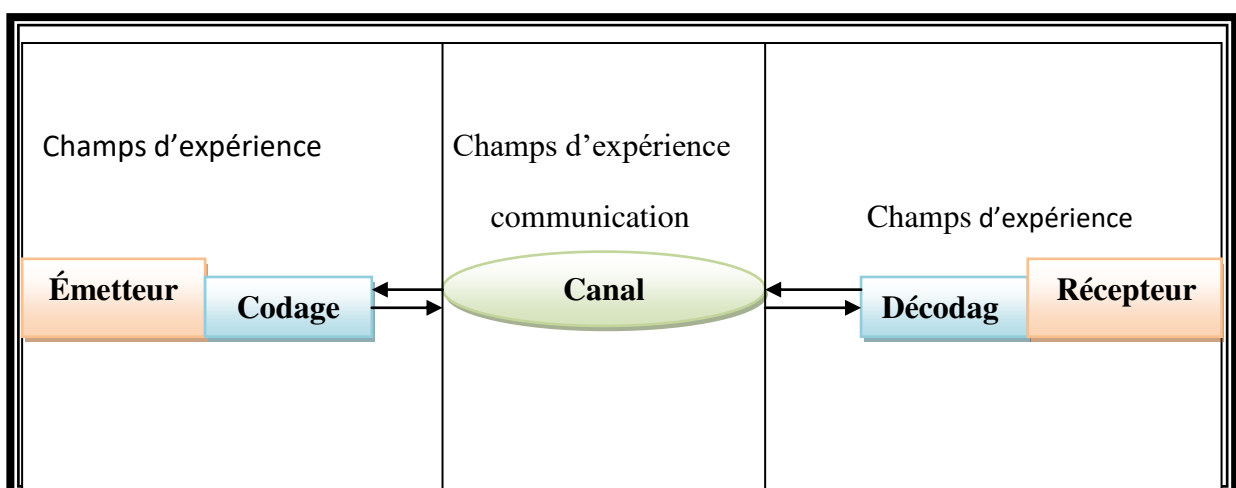 Champs d'expérience
Champs d'expérience
communication
Champs d'expérience
Émetteur
Codage
Canal
Décodag
Récepteur